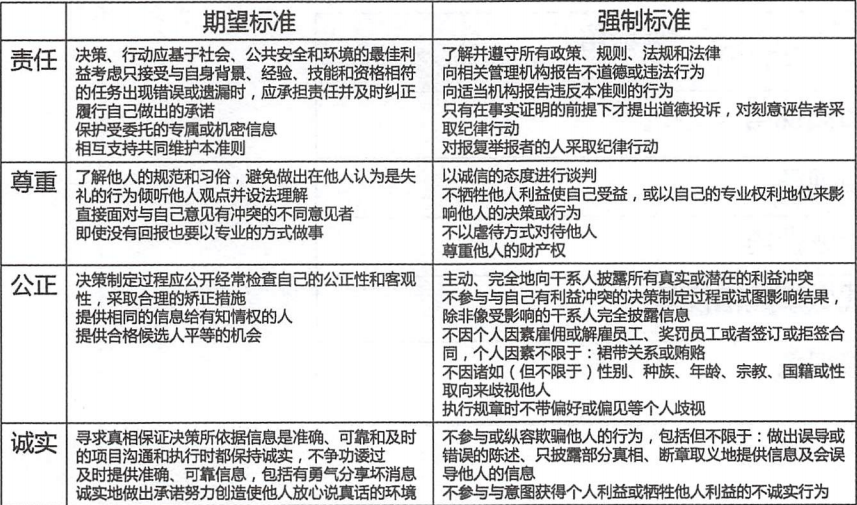 期望标准
强制标准
责任
决策、行动应基于社会、公共安全和环境的最佳利
益考虑只接受与自身背景、经验、技能和资格相符
的任务出现错误或遗漏时，应承担责任并及时纠正
履行自己做出的承诺
保护受委托的专属或机密信息
相互支持共同维护本准则
了解并遵守所有政策、规则、法规和法律
向相关管理机构报告不道德或违法行为
向适当机构报告违反本准则的行为
只有在事实证明的前提下才提出道德投诉，对刻意诬告者采
取纪律行动
对报复举报者的人采取纪律行动
尊重
了解他人的规范和习俗，避免做出在他人认为是失
礼的行为倾听他人观点并设法理解
直接面对与自己意见有冲突的不同意见者
即使没有回报也要以专业的方式做事
以诚信的态度进行谈判
不牺牲他人利益使自己受益，或以自己的专业权利地位来影
响他人的决策或行为
不以虐待方式对待他人
尊重他人的财产权
公正
决策制定过程应公开经常检查自己的公正性和客观
性，采取合理的矫正措施
提供相同的信息给有知情权的人
提供合格候选人平等的机会
主动、完全地向干系人披露所有真实或潜在的利益冲突
不参与与自己有利益冲突的决策制定过程或试图影响结果，
除非像受影响的干系人完全披露信息
不因个人因素雇佣或解雇员工、奖罚员工或者签订或拒签合
同，个人因素不限于：裙带关系或贿赂
不因诸如（但不限于）性别、种族、年龄、宗教、国籍或性
取向来歧视他人
执行规章时不带偏好或偏见等个人歧视
诚实
寻求真相保证决策所依据信息是准确、可靠和及时
的项目沟通和执行时都保持诚实，不争功诿过
及时提供准确、可靠信息，包括有勇气分享坏消息
诚实地做出承诺努力创造使他人放心说真话的环境
不参与或纵容欺骗他人的行为，包括但不限于：做出误导或
错误的陈述、只披露部分真相、断章取义地提供信息及会误
导他人的信息
不参与与意图获得个人利益或牺牲他人利益的不诚实行为